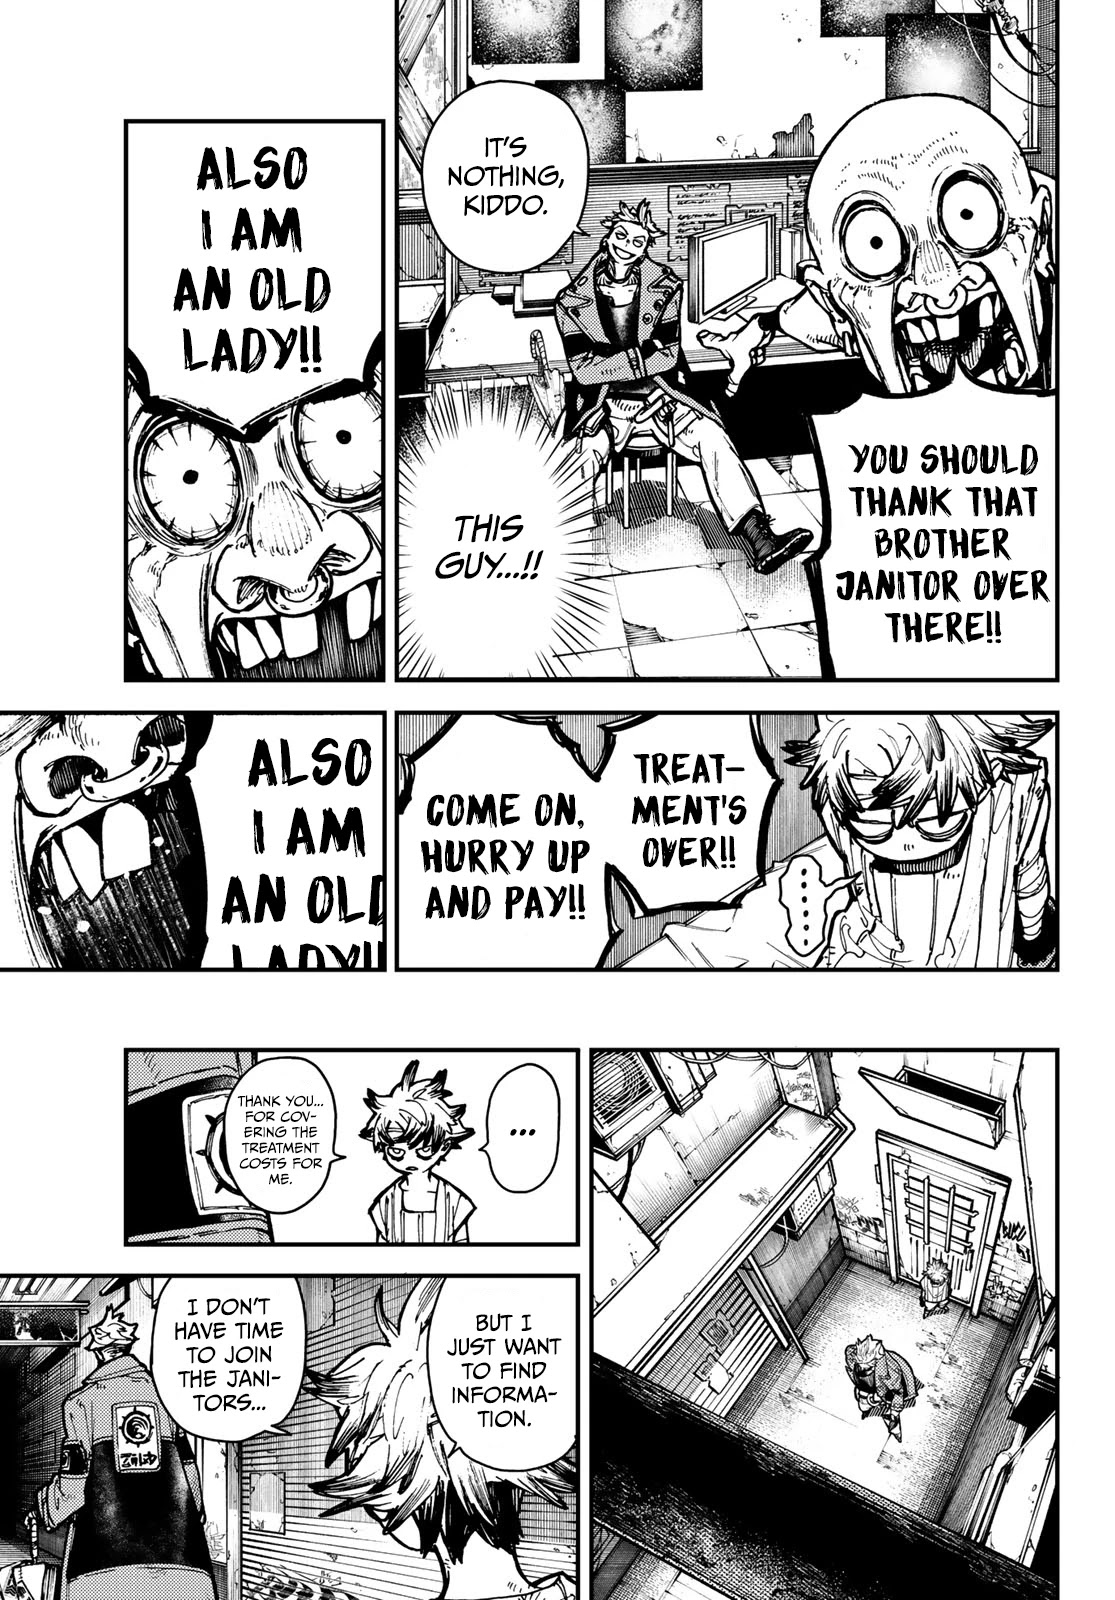 IT'S
NOTHING,
KIDDO.
YOU SHOULD
THANK THAT
BROTHER
JANITOR OVER
THERE!!
THIS
GUY...!!
ALSO
I AM
AN OLD
LADY!!
TREAT-
MENT'S
OVER!!
COME ON,
HURRY UP
AND PAY!!
......
ALSO
I AM
AN OLD
LADY!!
...
THANK YOU...
FOR COV-
ERING THE
TREATMENT
COSTS FOR
ME.
BUT I
JUST WANT
TO FIND
INFORMA-
TION.
I DON'T
HAVE TIME
TO JOIN
THE JANI-
TORS...